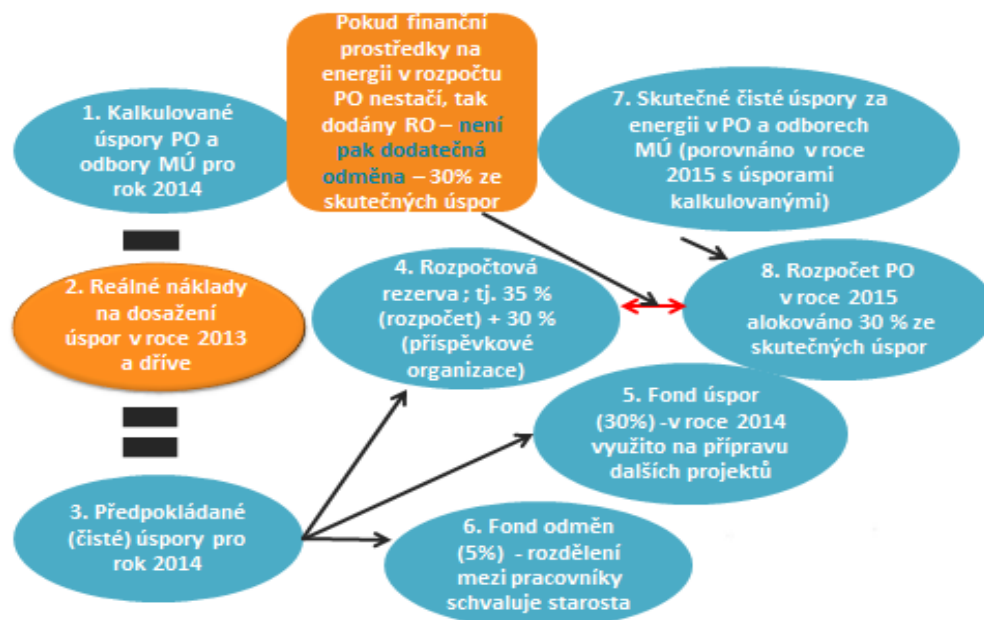 Pokud finanční
prostředky na
energii v rozpočtu
PO nestačí, tak
dodány RO – není
pak dodatečná
odměna – 30% ze
skutečných úspor
1. Kalkulované
úspory PO a
odbory MÚ pro
rok 2014
7. Skutečné čisté úspory za
energii v PO a odborech
MÚ (porovnáno v roce
2015 s úsporami
kalkulovanými)
2. Reálné náklady
na dosažení
úspor v roce 2013
a dříve
4. Rozpočtová
rezerva ; tj. 35 %
(rozpočet) + 30 %
(příspěvkové
organizace)
8. Rozpočet PO
v roce 2015
alokováno 30 % ze
skutečných úspor
5. Fond úspor
(30%) -v roce 2014
využito na přípravu
dalších projektů
3. Předpokládané
(čisté) úspory pro
rok 2014
6. Fond odměn
(5%) - rozdělení
mezi pracovníky
schvaluje starosta